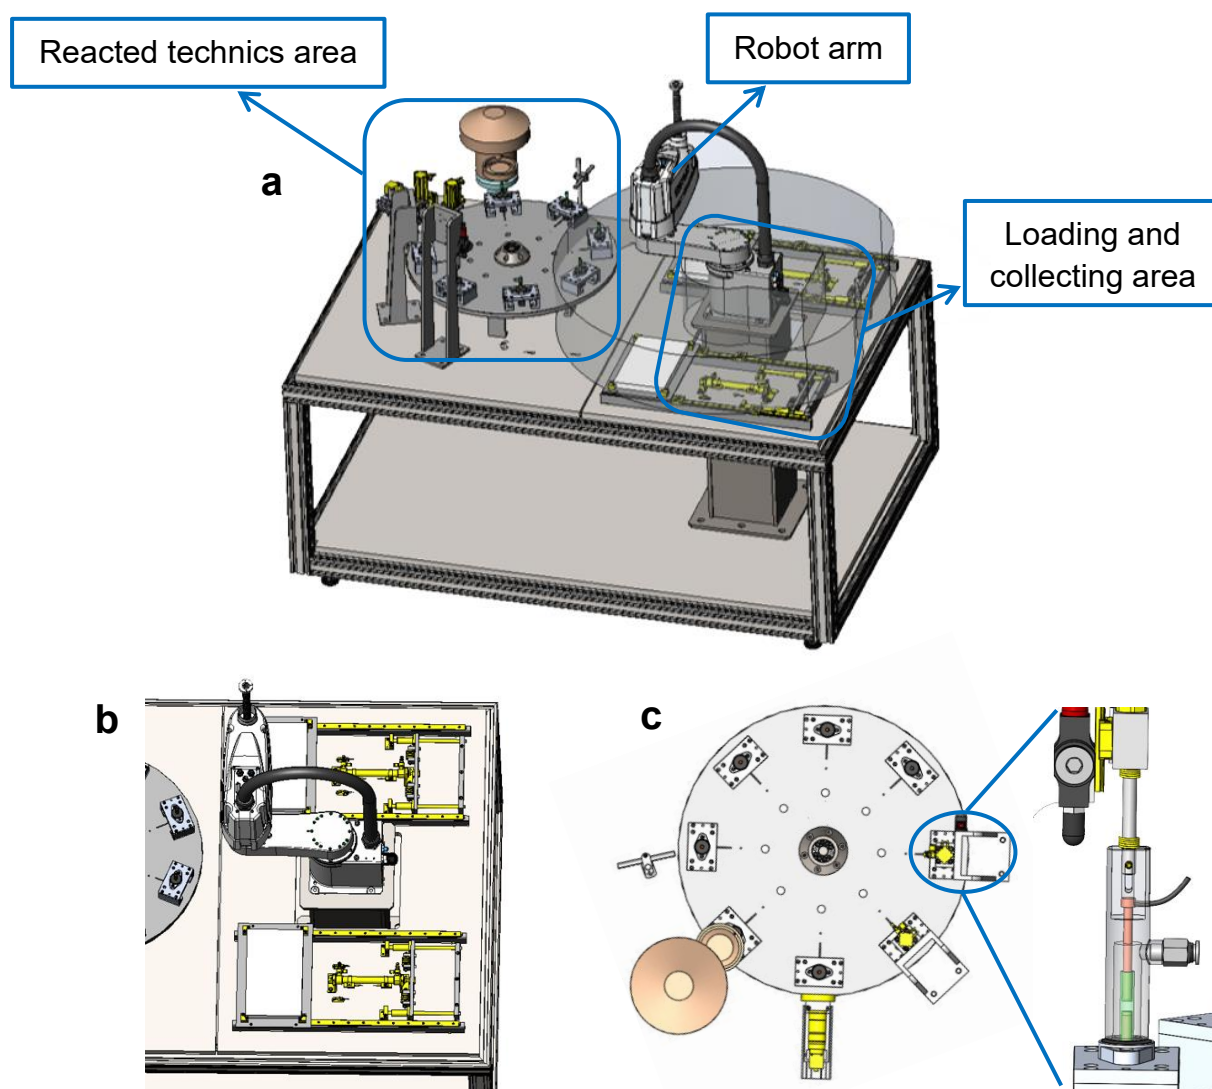 Reacted technics area
Robot arm
a
Loading and
collecting area
b
c